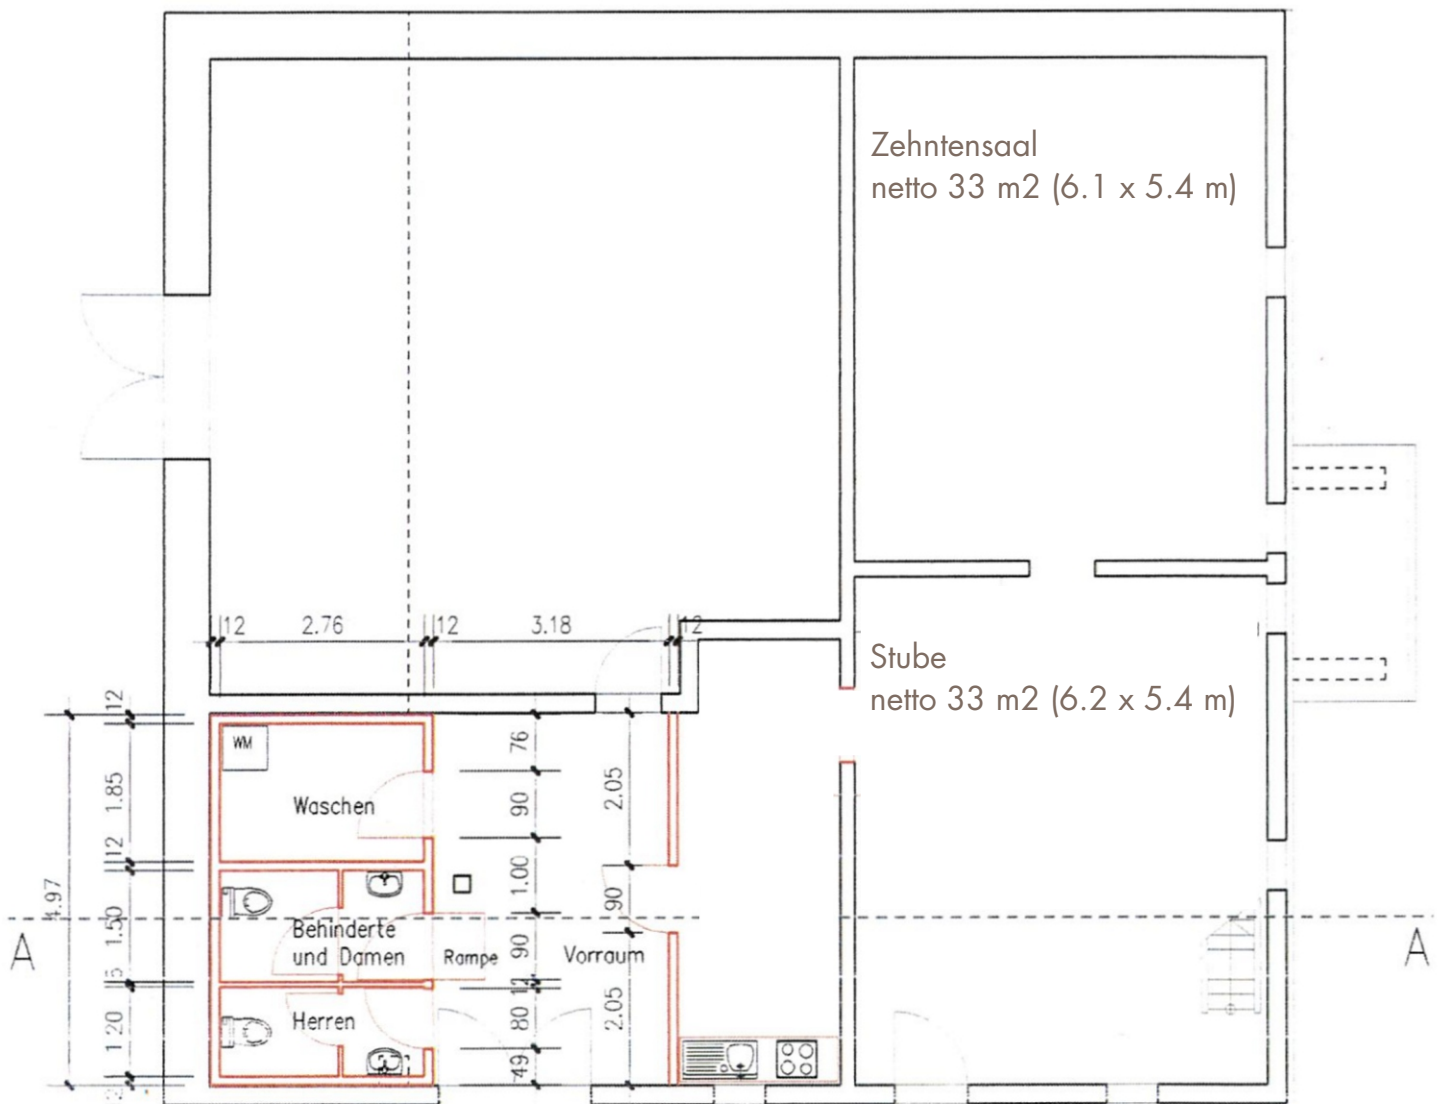 Zehntensaal
netto 33 m2 (6.1 x 5.4 m)
12
2.76
12
3.18
12
Stube
netto 33 m2 (6.2 x 5.4 m)
12
1.85
12
4.97
1.50
1.20
76
90
1.00
90
12
80
49
2.05
90
2.05
WM
Waschen
Behinderte
und Damen
Rampe
Vorraum
Herren
A
A